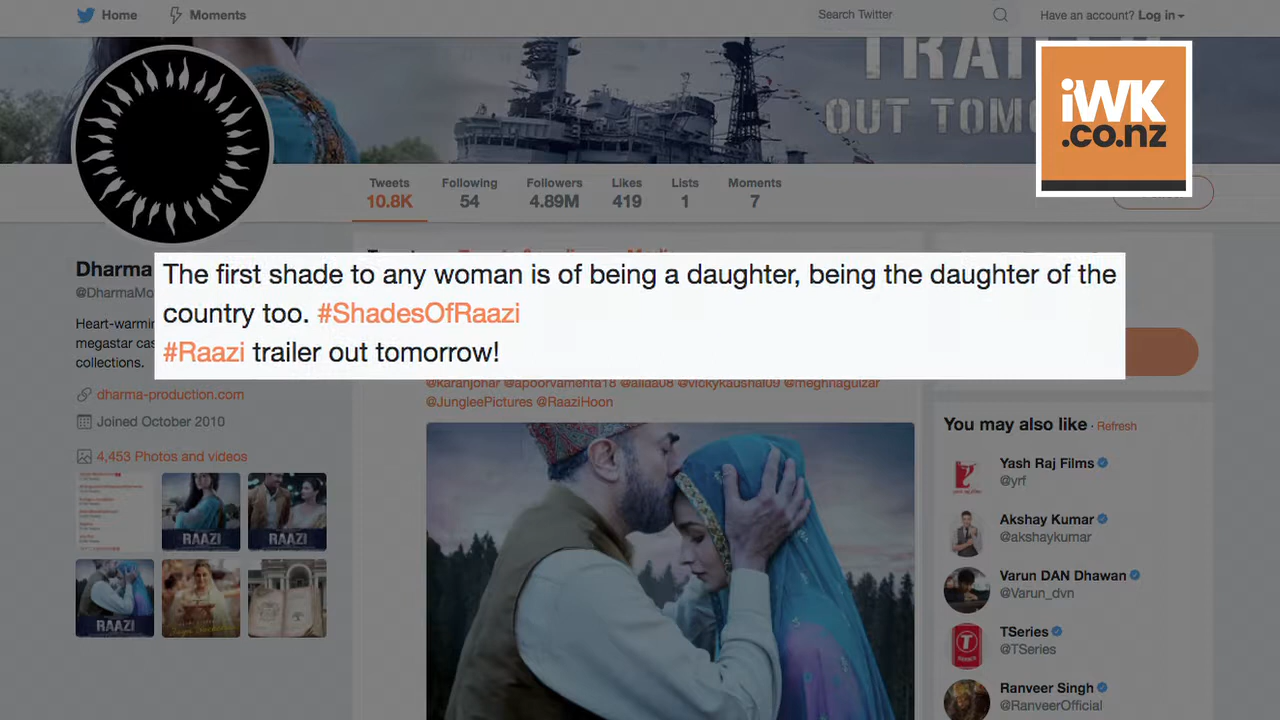 Home
Moments
Search Twitter
Have an account? Log in
TRAI
OUT TOMO
iWK
.co.nz
Tweets
Following
Followers
Likes
Lists
Moments
10.8K
54
4.89M
419
1
7
Dharma
@DharmaMo
The first shade to any woman is of being a daughter, being the daughter of the
country too. #ShadesOfRaazi
#Raazi trailer out tomorrow!
Heart-warmin
megastar cas
collections.
dharma-production.com
Joined October 2010
4,453 Photos and videos
RAAZI
RAAZI
RAAZI
@karanjohar @apoorvamehta18 @aliaa08 @vickykaushal09 @meghnagulzar
@JungleePictures @RaaziHoon
You may also like · Refresh
Yash Raj Films
@yrf
Akshay Kumar
@akshaykumar
Varun DAN Dhawan
@Varun_dvn
TSeries
@TSeries
Ranveer Singh
@RanveerOfficial